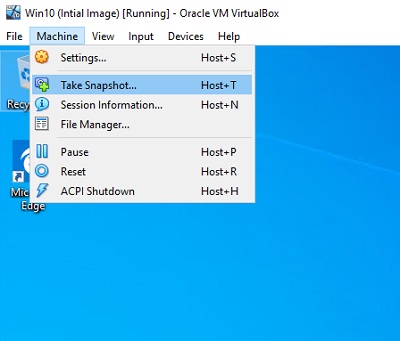 Win10 (Intial Image) [Running] - Oracle VM VirtualBox
File Machine View Input Devices Help
Settings... Host+S
Take Snapshot... Host+T
Session Information... Host+N
File Manager...
Pause Host+P
Reset Host+R
ACPI Shutdown Host+H
Recy
Mic
Edge